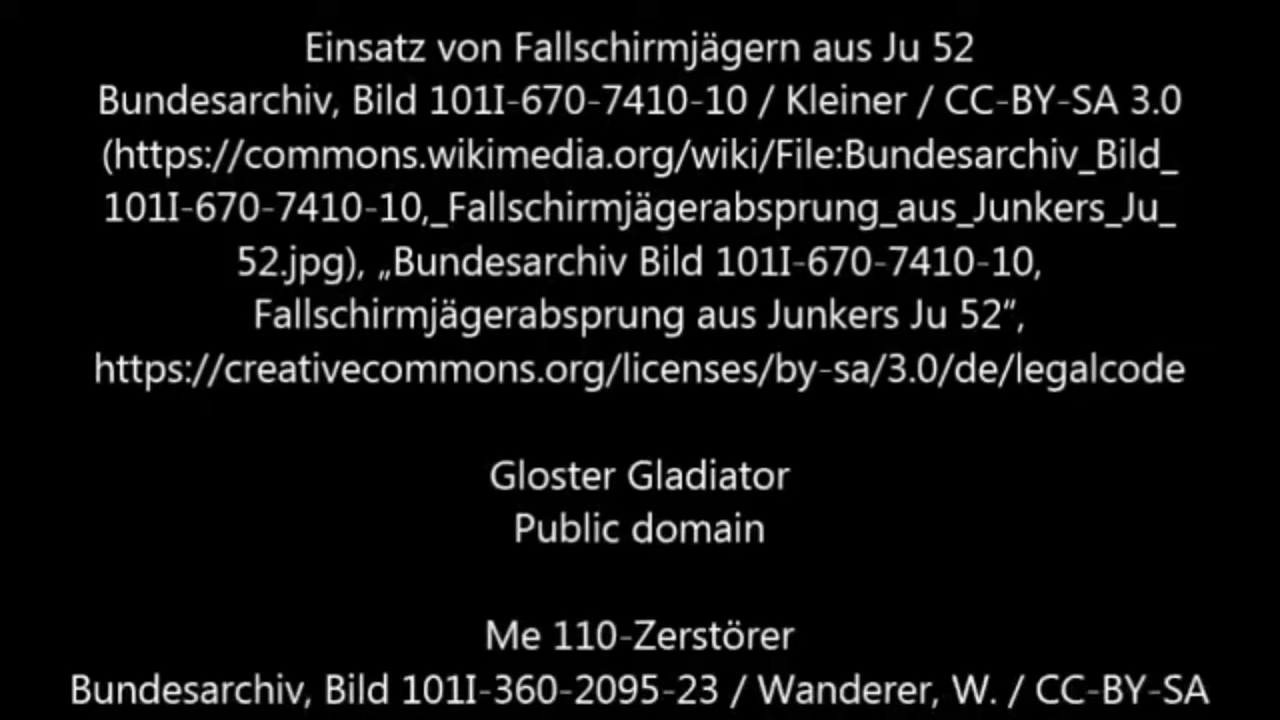 Einsatz von Fallschirmjägern aus Ju 52
Bundesarchiv, Bild 101I-670-7410-10 / Kleiner / CC-BY-SA 3.0
(https://commons.wikimedia.org/wiki/File:Bundesarchiv_Bild_
101I-670-7410-10,_Fallschirmjägerabsprung_aus_Junkers_Ju_
52.jpg), „Bundesarchiv Bild 101I-670-7410-10,
Fallschirmjägerabsprung aus Junkers Ju 52“,
https://creativecommons.org/licenses/by-sa/3.0/de/legalcode
Gloster Gladiator
Public domain
Me 110-Zerstörer
Bundesarchiv, Bild 101I-360-2095-23 / Wanderer, W. / CC-BY-SA